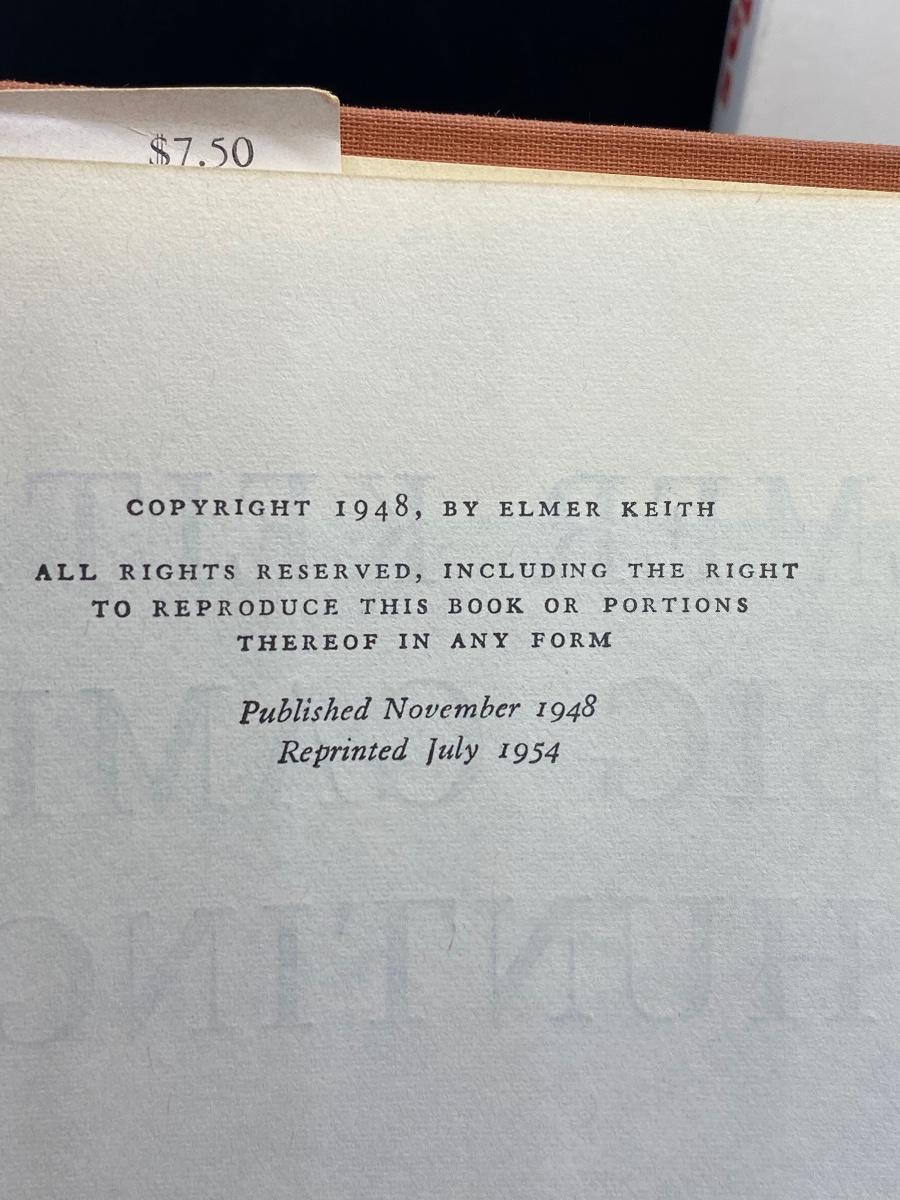 $7.50
COPYRIGHT 1948, BY ELMER KEITH
ALL RIGHTS RESERVED, INCLUDING THE RIGHT
TO REPRODUCE THIS BOOK OR PORTIONS
THEREOF IN ANY FORM
Published November 1948
Reprinted July 1954